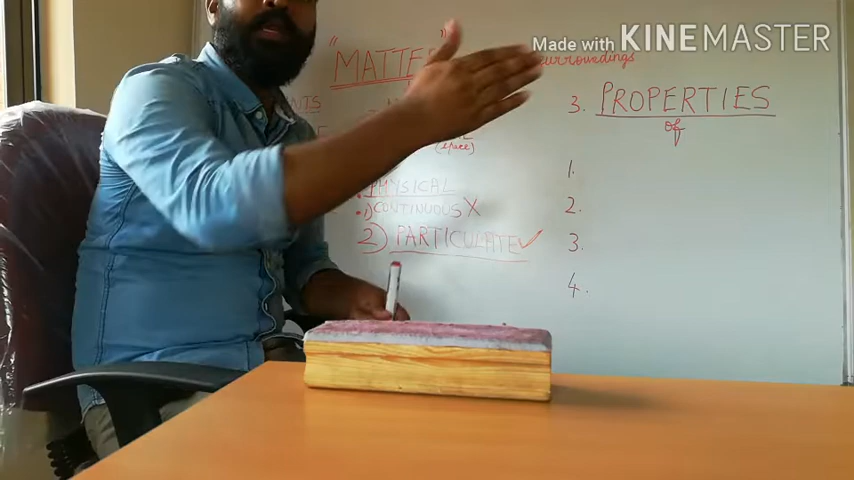 Made with KINEMASTER
"MATTER"
surroundings
3. PROPERTIES
of
(space)
PHYSICAL
1) CONTINUOUS X
2) PARTICULATE ✓
1.
2.
3.
4.